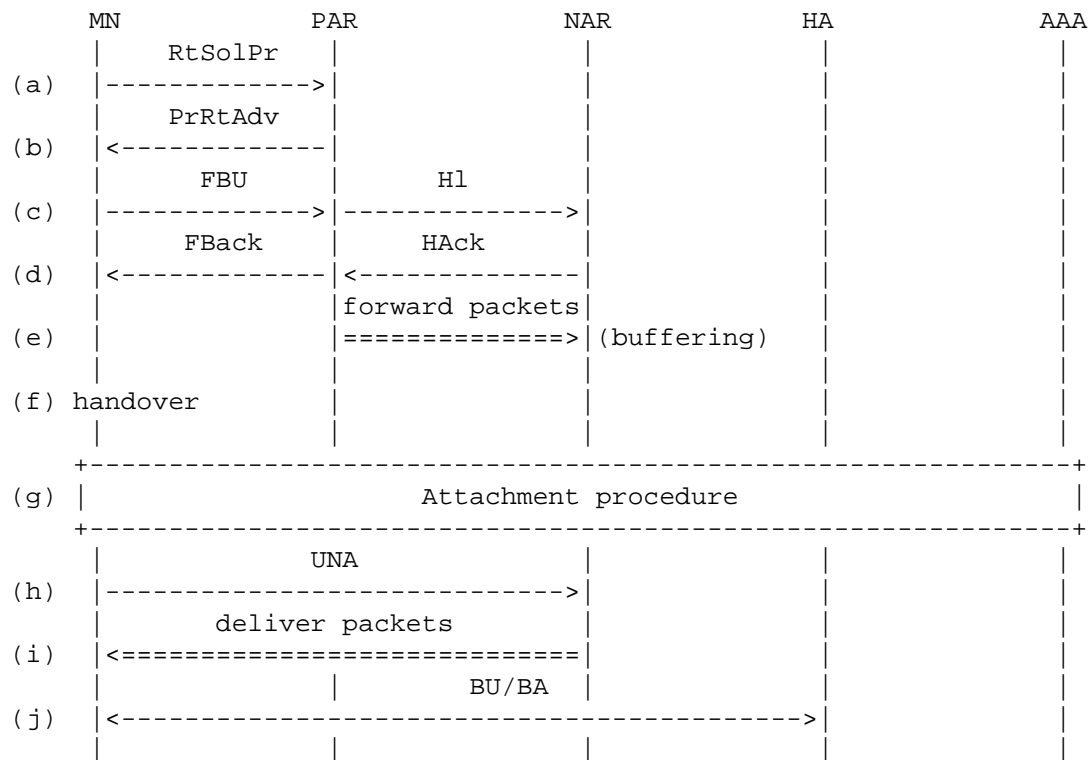 MN PAR NAR HA AAA
RtSolPr
(a)
PrRtAdv
(b)
FBU Hl
(c)
FBack HAck
(d)
forward packets
(e) (buffering)
(f) handover
(g) Attachment procedure
UNA
(h)
deliver packets
(i)
BU/BA
(j)